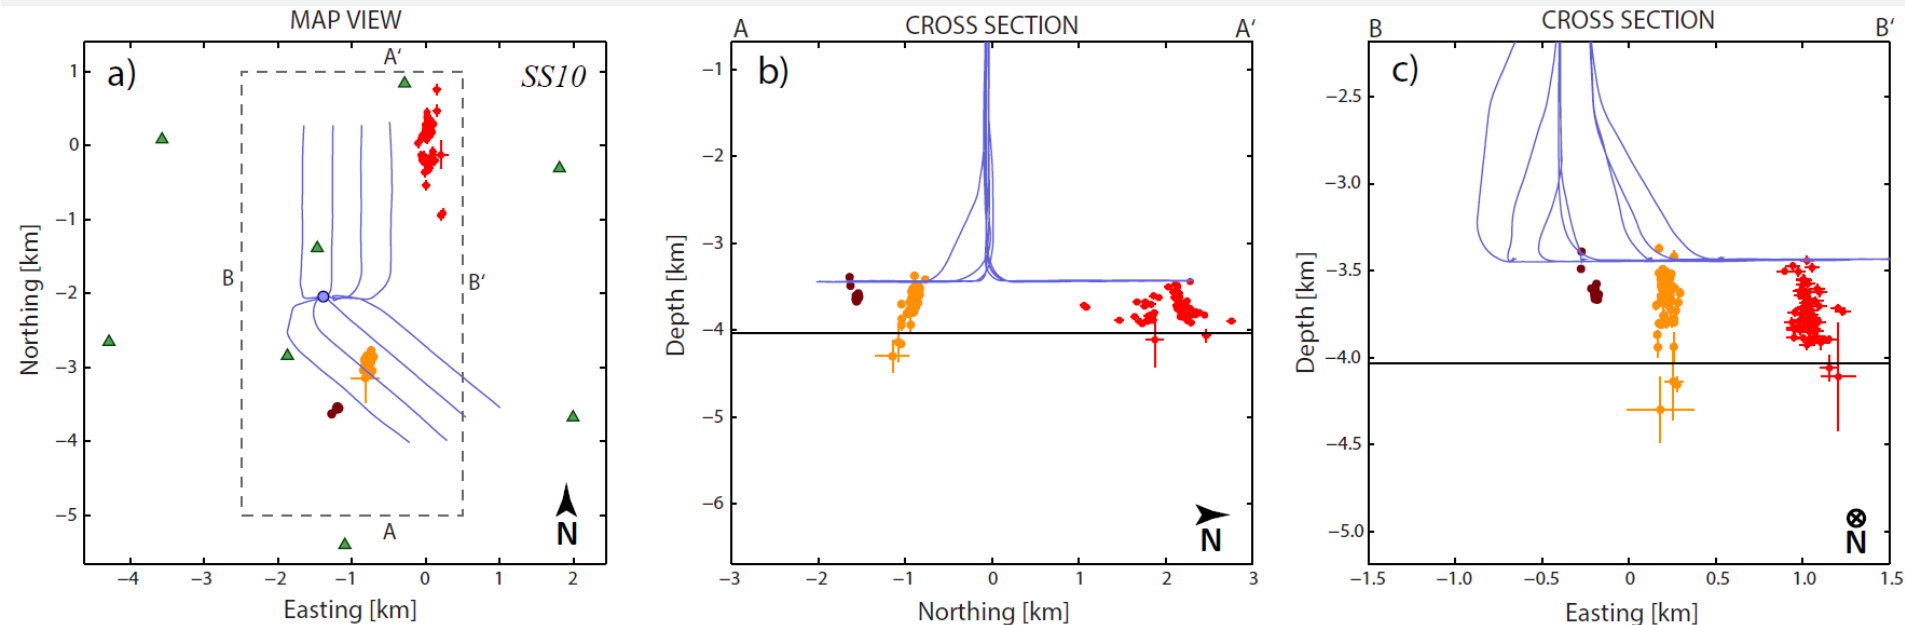 MAP VIEW
a)
SS10
A‘
B
B‘
A
N
1
0
−1
−2
−3
−4
−5
−4
−3
−2
−1
0
1
2
Northing [km]
Easting [km]
A
CROSS SECTION
A‘
b)
−1
−2
−3
−4
−5
−6
−3
−2
−1
0
1
2
3
Depth [km]
Northing [km]
N
B
CROSS SECTION
B‘
c)
−2.5
−3.0
−3.5
−4.0
−4.5
−5.0
−1.5
−1.0
−0.5
0
0.5
1.0
1.5
Depth [km]
Easting [km]
N